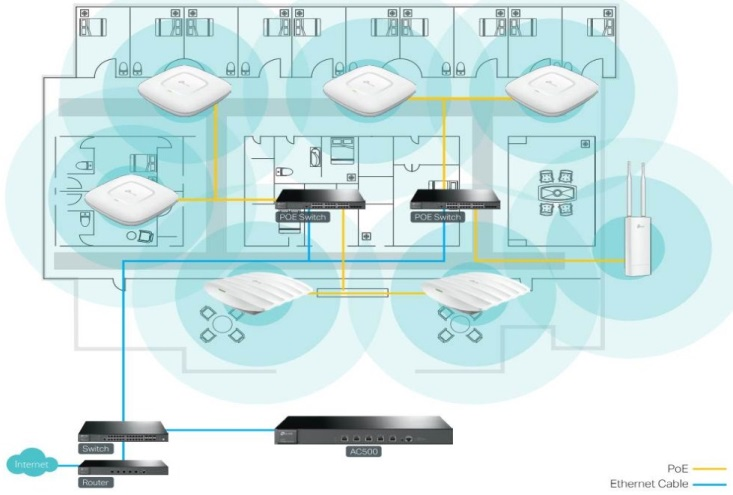 POE Switch
POE Switch
Switch
AC500
Internet
Router
PoE
Ethernet Cable